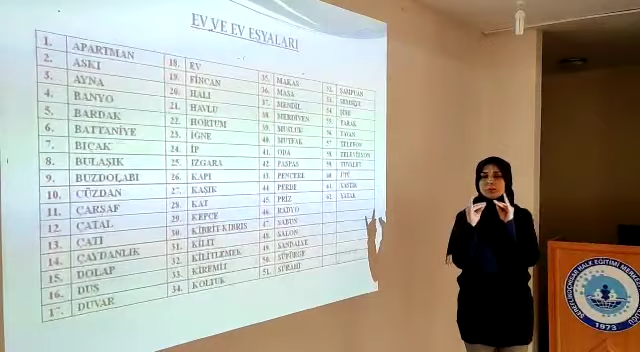 EV VE EV EŞYALARI
1. APARTMAN
2. ASKI
3. AYNA
4. BANYO
5. BARDAK
6. BATTANİYE
7. BIÇAK
8. BULAŞIK
9. BUZDOLABI
10. CÜZDAN
11. ÇARŞAF
12. ÇATAL
13. ÇATI
14. ÇAYDANLIK
15. DOLAP
16. DUŞ
17. DUVAR
18. EV
19. FİNCAN
20. HALI
21. HAVLU
22. HORTUM
23. İĞNE
24. İP
25. IZGARA
26. KAPI
27. KAŞIK
28. KAT
29. KEPÇE
30. KİBRİT-KIBRIS
31. KİLİT
32. KİLİTLEMEK
33. KİREMİT
34. KOLTUK
35. MAKAS
36. MASA
37. MENDİL
38. MERDİVEN
39. MUSLUK
40. MUTFAK
41. ODA
42. PASPAS
43. PENCERE
44. PERDE
45. PRİZ
46. RADYO
47. SABUN
48. SALON
49. SANDALYE
50. SÜPÜRGE
51. SÜRAHİ
52. ŞAMPUAN
53. ŞEMSİYE
54. ŞİŞE
55. TARAK
56. TAVAN
57. TELEFON
58. TELEVİZYON
59. TUVALET
60. ÜTÜ
61. YASTIK
62. YATAK
HALK EĞİTİMİ MERKEZİ
1973